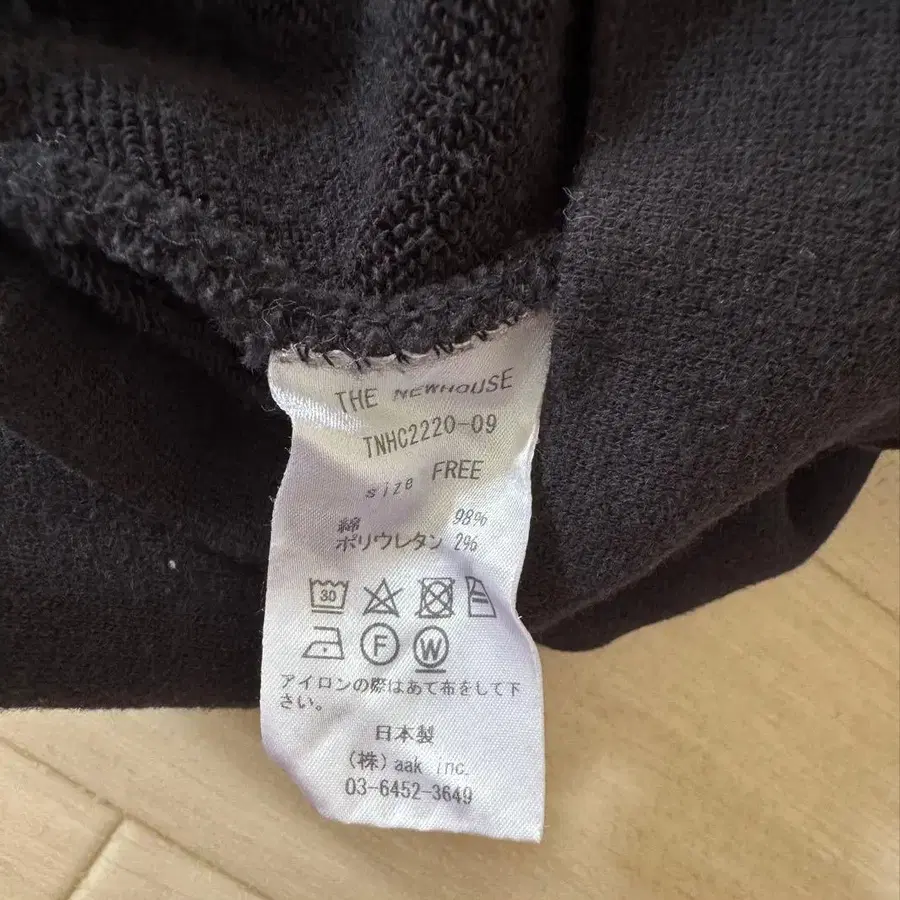 THE NEWHOUSE
TNHC2220-09
size FREE
綿 98%
ポリウレタン 2%
30
F W
アイロンの際はあて布をして下
さい。
日本製
(株)aak inc.
03-6452-3649